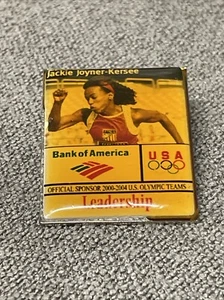 Jackie Joyner-Kersee
Bank of America
USA
OFFICIAL SPONSOR 2000-2004 U.S. OLYMPIC TEAMS
Leadership